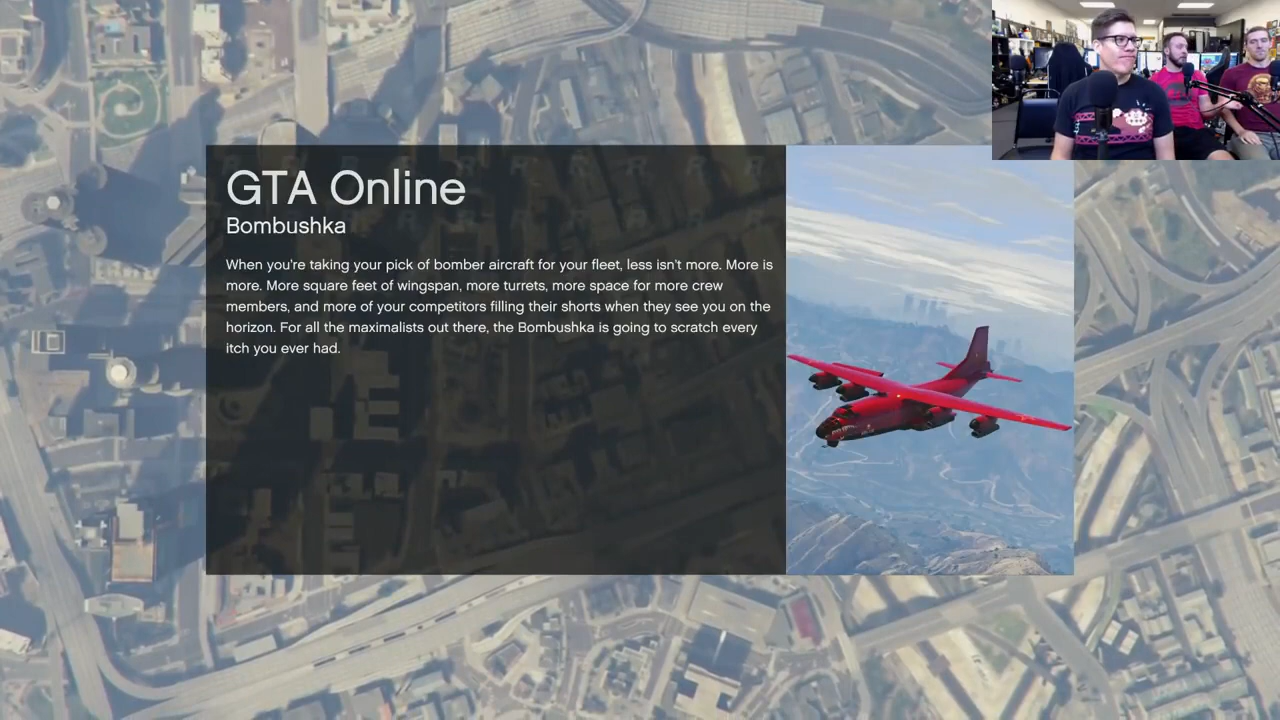 GTA Online
Bombushka
When you're taking your pick of bomber aircraft for your fleet, less isn't more. More is
more. More square feet of wingspan, more turrets, more space for more crew
members, and more of your competitors filling their shorts when they see you on the
horizon. For all the maximalists out there, the Bombushka is going to scratch every
itch you ever had.